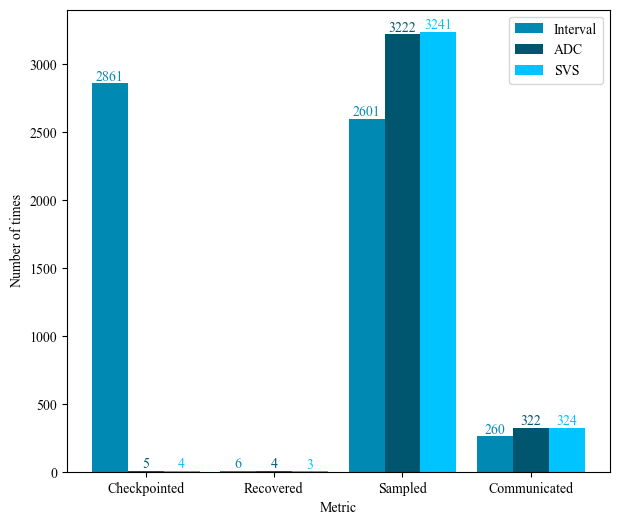 Interval
ADC
SVS
Number of times
3000
2500
2000
1500
1000
500
0
2861
5
4
6
4
3
2601
3222
3241
260
322
324
Checkpointed
Recovered
Sampled
Communicated
Metric